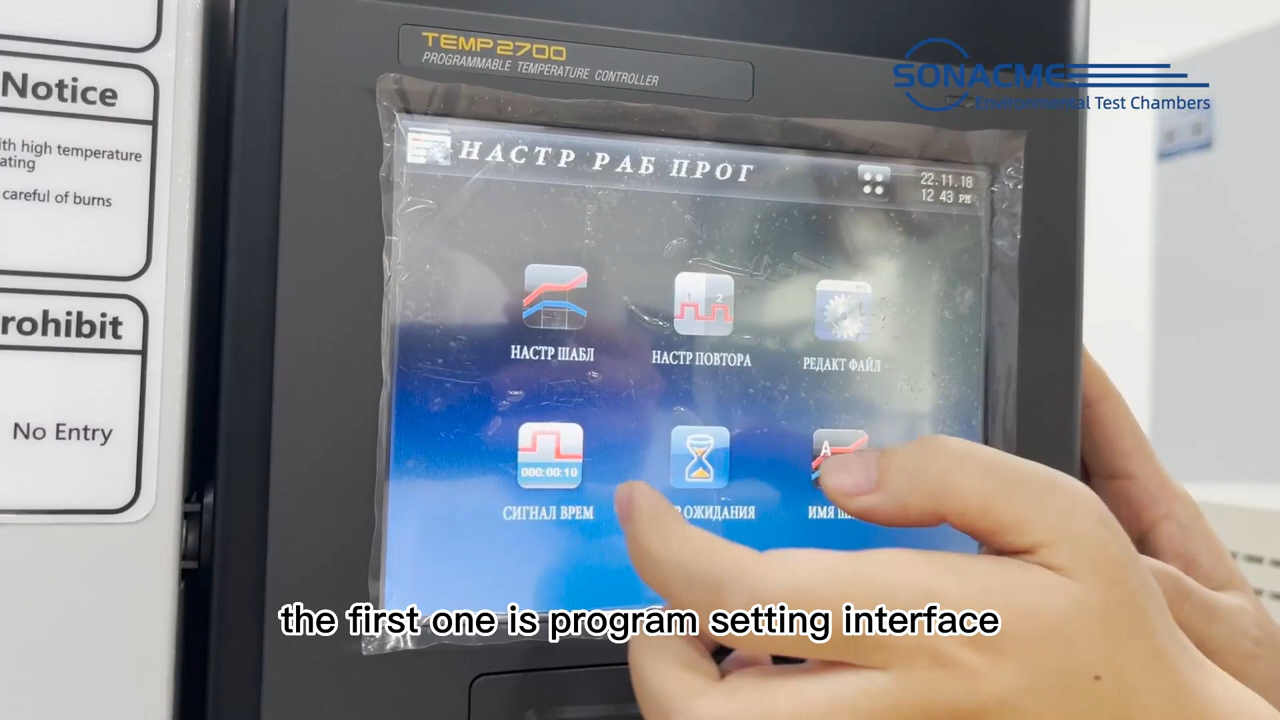 TEMP2700
PROGRAMMABLE TEMPERATURE CONTROLLER
SONACME
Environmental Test Chambers
Notice
ith high temperature
ating
careful of burns
rohibit
No Entry
НАСТР РАБ ПРОГ
22.11.18
12 43 PM
НАСТР ШАБЛ
НАСТР ПОВТОРА
1 2
РЕДАКТ ФАЙЛ
000:00:10
A
СИГНАЛ ВРЕМ
ОЖИДАНИЯ
ИМЯ
the first one is program setting interface